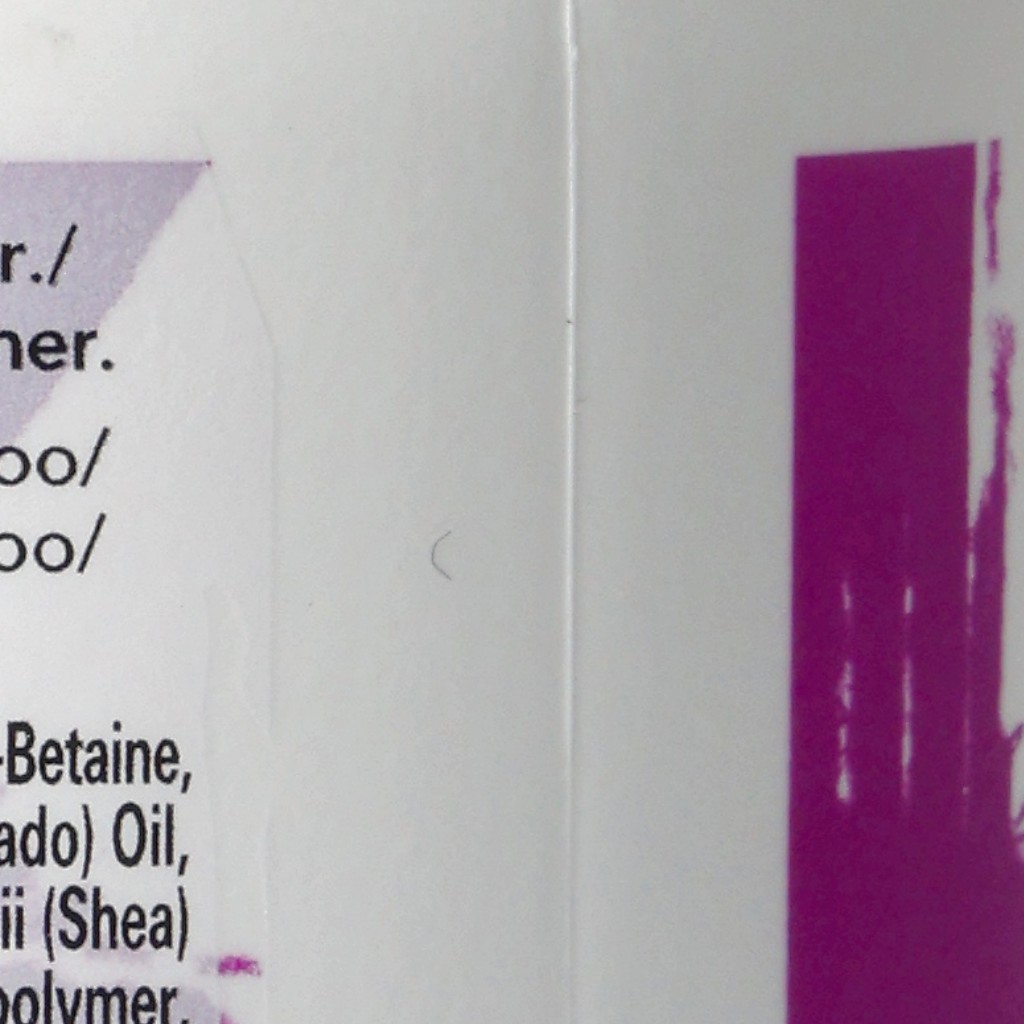 r./
ner.
oo/
oo/
-Betaine,
ado) Oil,
ii (Shea)
polymer,